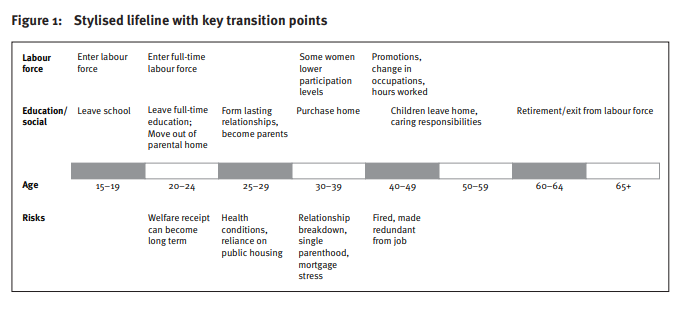 Figure 1: Stylised lifeline with key transition points
Labour force
Enter labour force
Enter full-time labour force
Some women lower participation levels
Promotions, change in occupations, hours worked
Education/ social
Leave school
Leave full-time education; Move out of parental home
Form lasting relationships, become parents
Purchase home
Children leave home, caring responsibilities
Retirement/exit from labour force
Age
15–19
20–24
25–29
30–39
40–49
50–59
60–64
65+
Risks
Welfare receipt can become long term
Health conditions, reliance on public housing
Relationship breakdown, single parenthood, mortgage stress
Fired, made redundant from job